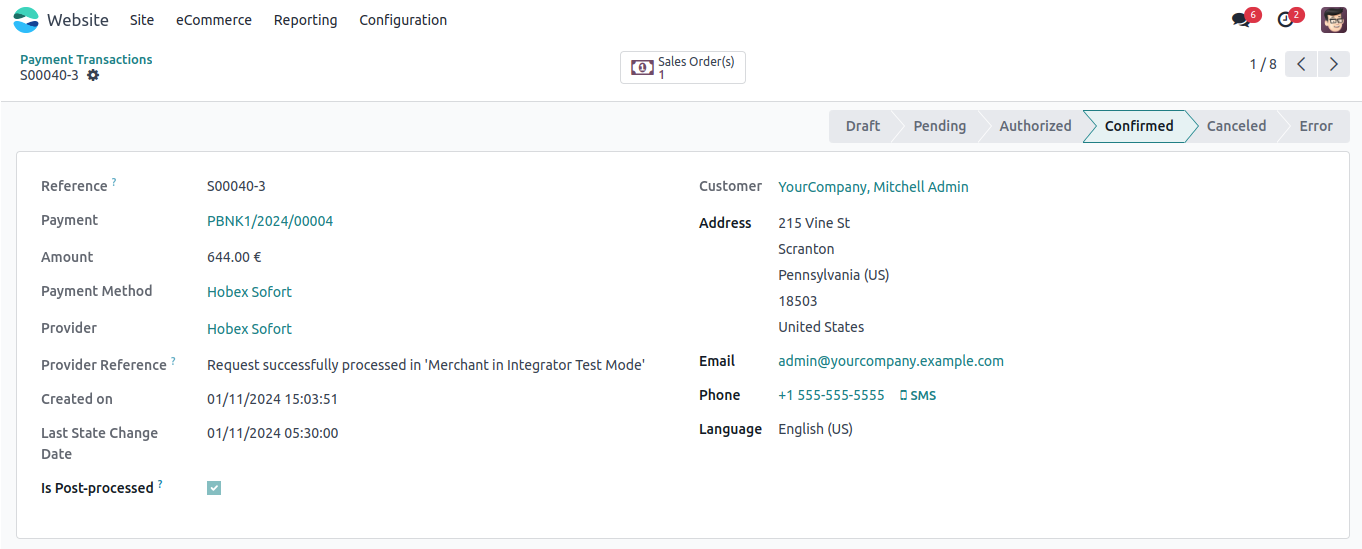 Website Site eCommerce Reporting Configuration 6 2
Payment Transactions
S00040-3
Sales Order(s)
1
1 / 8
Draft Pending Authorized Confirmed Canceled Error
Reference ? S00040-3
Payment PBNK1/2024/00004
Amount 644.00 €
Payment Method Hobex Sofort
Provider Hobex Sofort
Provider Reference ? Request successfully processed in 'Merchant in Integrator Test Mode'
Created on 01/11/2024 15:03:51
Last State Change
Date
01/11/2024 05:30:00
Is Post-processed ?
Customer YourCompany, Mitchell Admin
Address 215 Vine St
Scranton
Pennsylvania (US)
18503
United States
Email admin@yourcompany.example.com
Phone +1 555-555-5555 SMS
Language English (US)